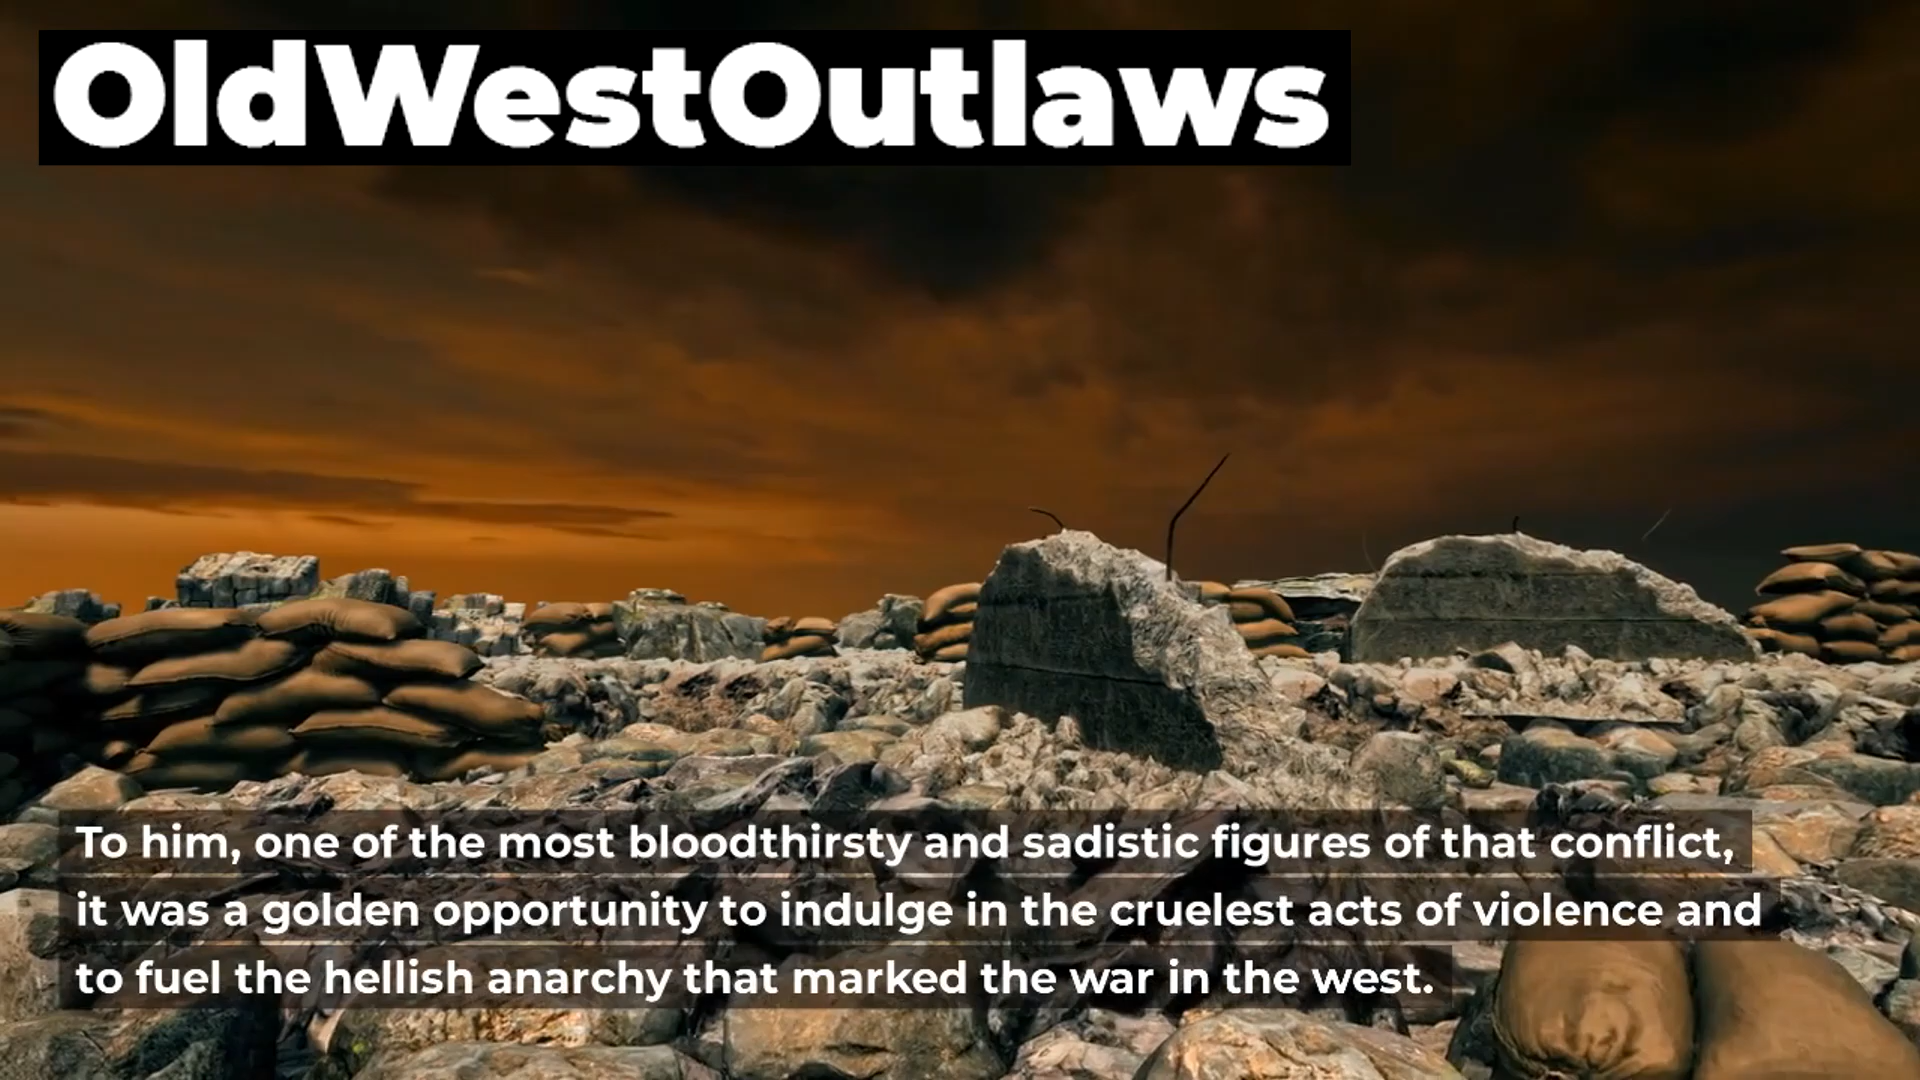 OldWestOutlaws
To him, one of the most bloodthirsty and sadistic figures of that conflict,
it was a golden opportunity to indulge in the cruelest acts of violence and
to fuel the hellish anarchy that marked the war in the west.